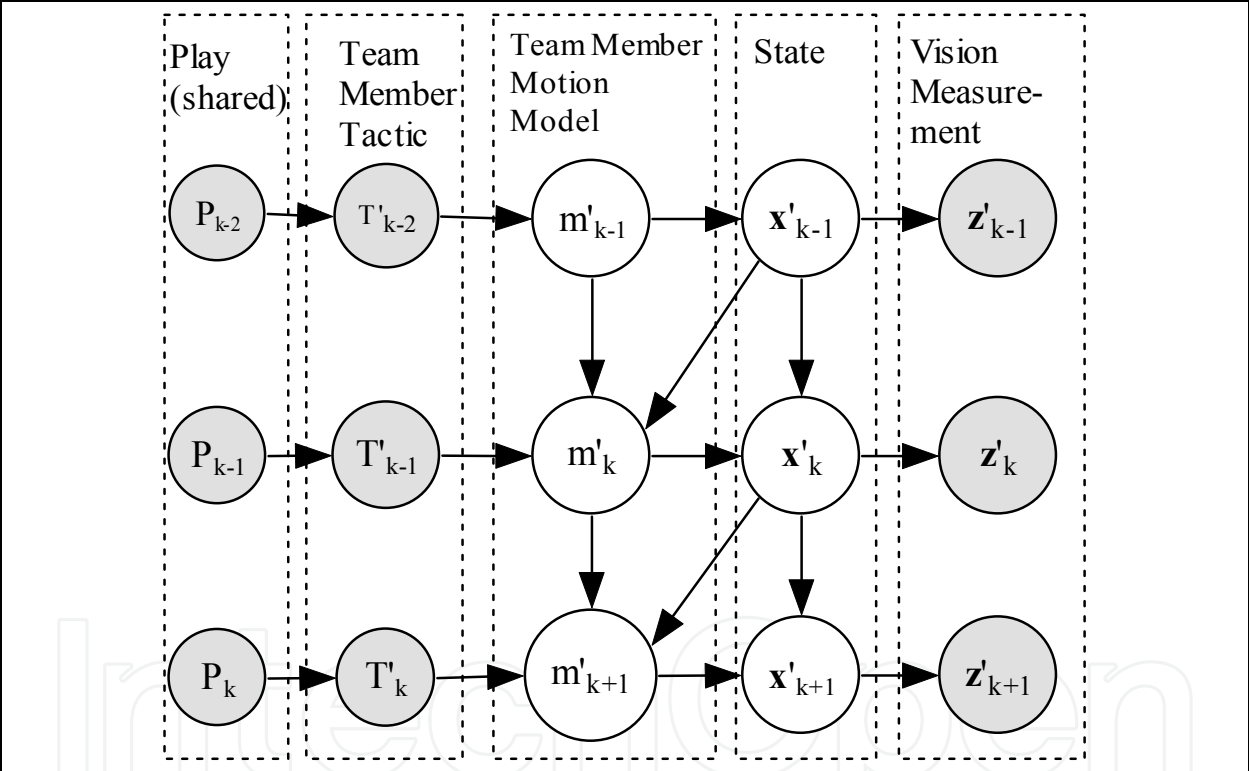 Play
(shared)
Team
Member
Tactic
Team Member
Motion
Model
State
Vision
Measure-
ment
P k-2
T' k-2
m' k-1
x' k-1
z' k-1
P k-1
T' k-1
m' k
x' k
z' k
P k
T' k
m' k+1
x' k+1
z' k+1
IntechOpen